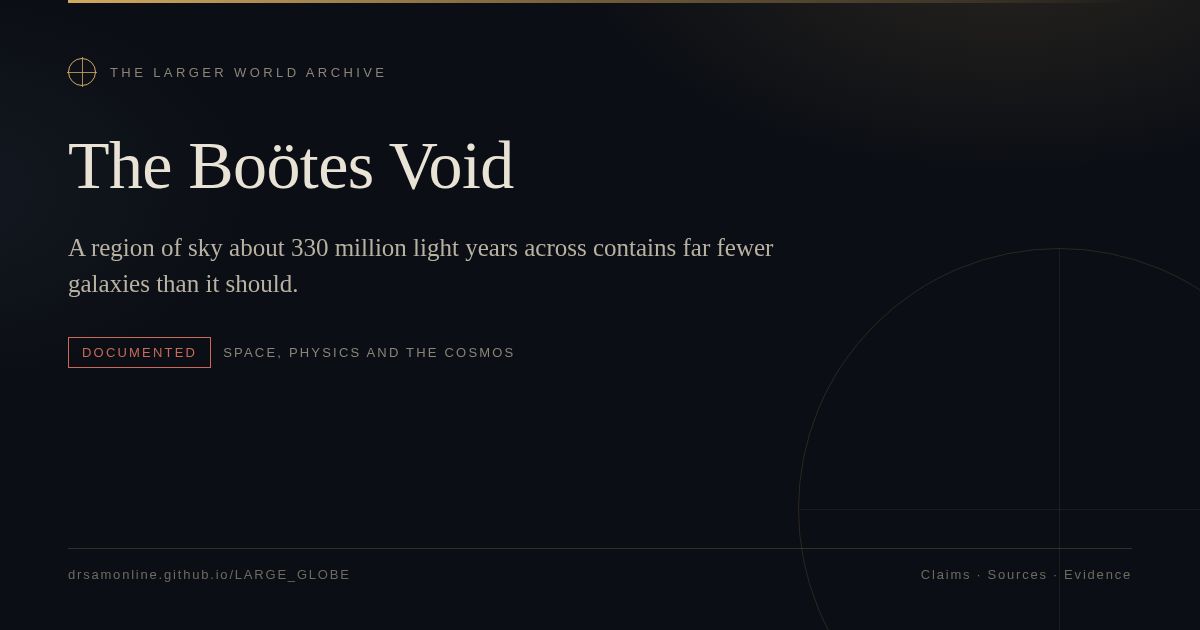 THE LARGER WORLD ARCHIVE
The Boötes Void
A region of sky about 330 million light years across contains far fewer
galaxies than it should.
DOCUMENTED
SPACE, PHYSICS AND THE COSMOS
drsamonline.github.io/LARGE_GLOBE
Claims · Sources · Evidence